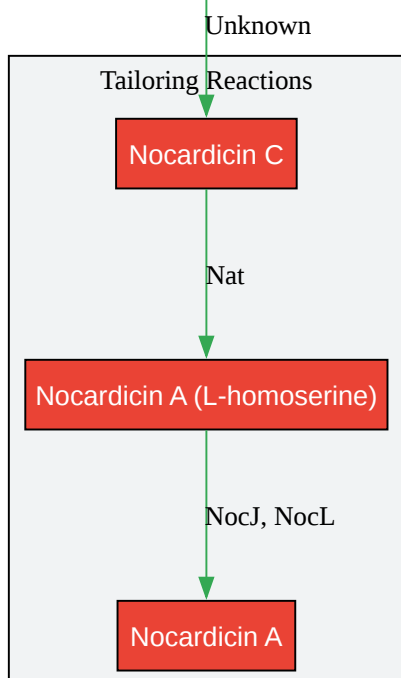 Unknown
Tailoring Reactions
Nocardicin C
Nat
Nocardicin A (L-homoserine)
NocJ, NocL
Nocardicin A